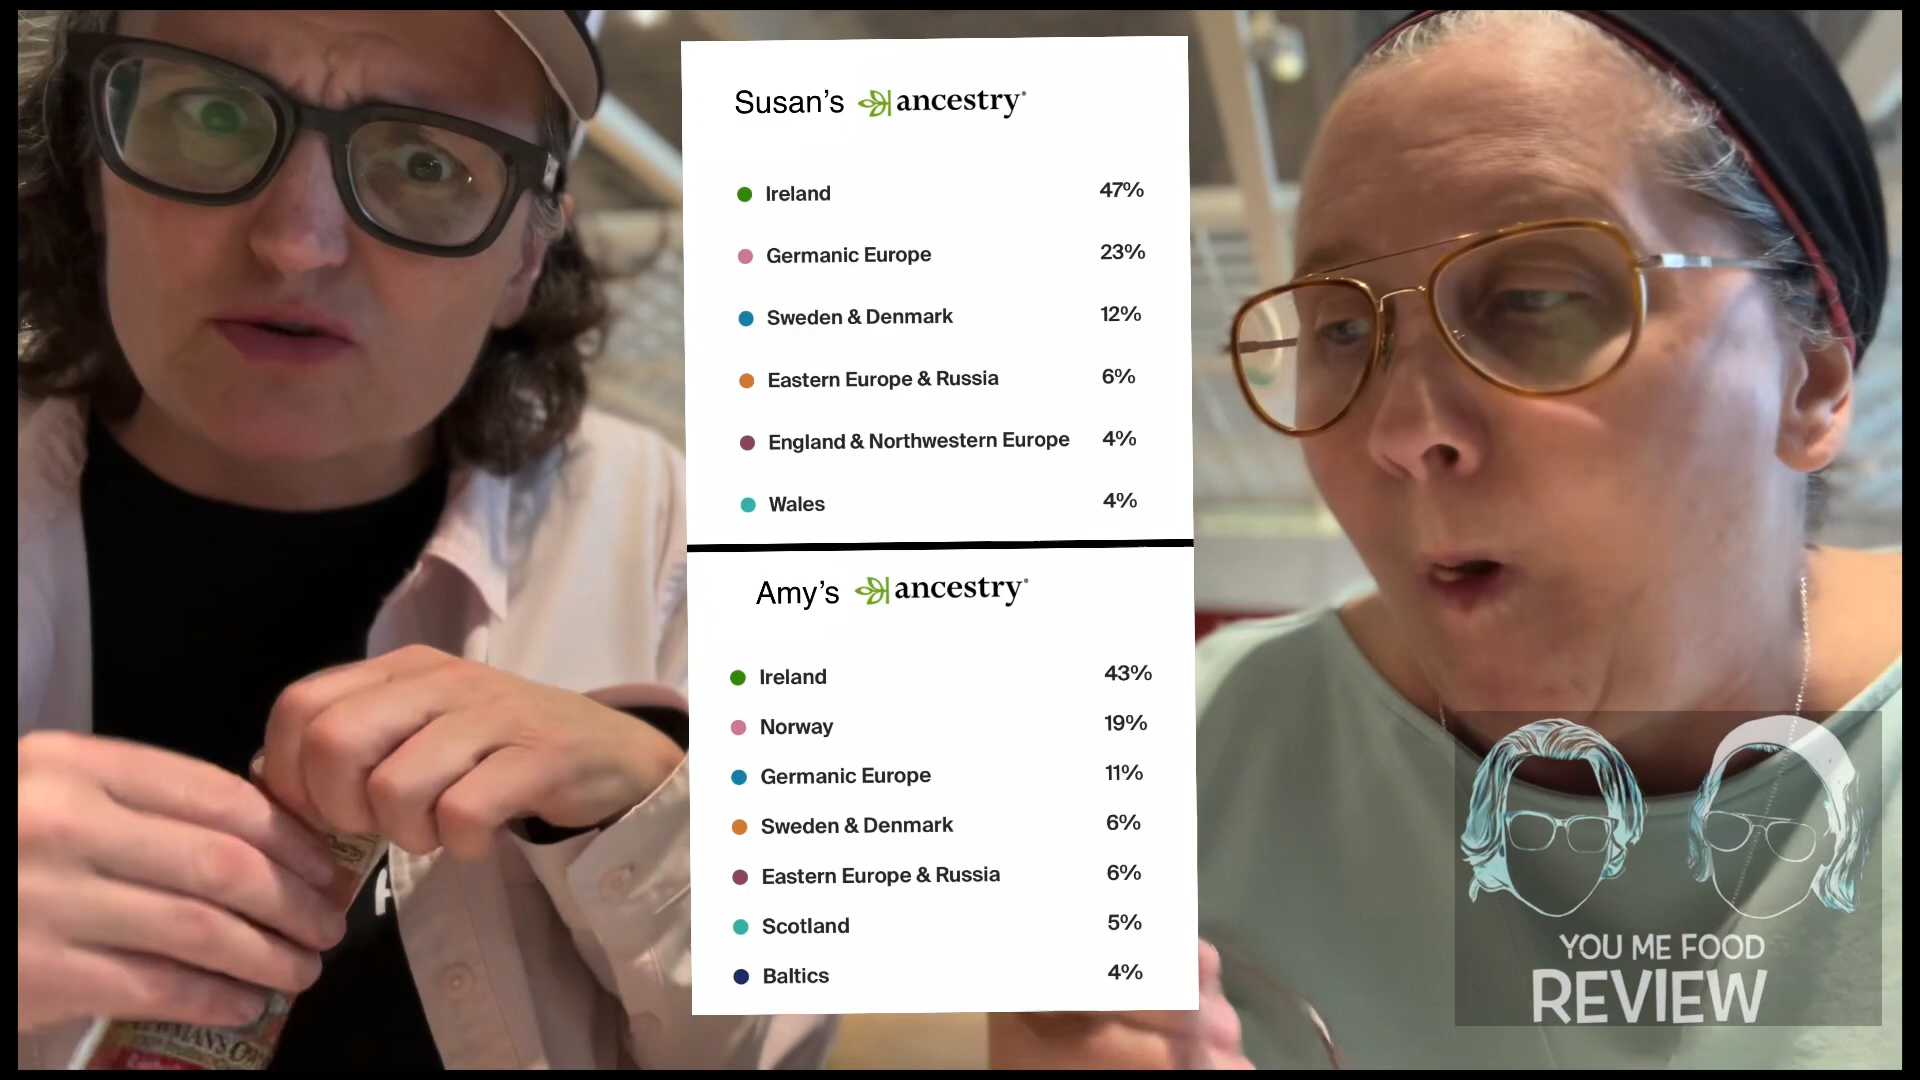 Susan's ancestry®
Ireland 47%
Germanic Europe 23%
Sweden & Denmark 12%
Eastern Europe & Russia 6%
England & Northwestern Europe 4%
Wales 4%
Amy's ancestry®
Ireland 43%
Norway 19%
Germanic Europe 11%
Sweden & Denmark 6%
Eastern Europe & Russia 6%
Scotland 5%
Baltics 4%
NEWMAN'S OWN
YOU ME FOOD
REVIEW